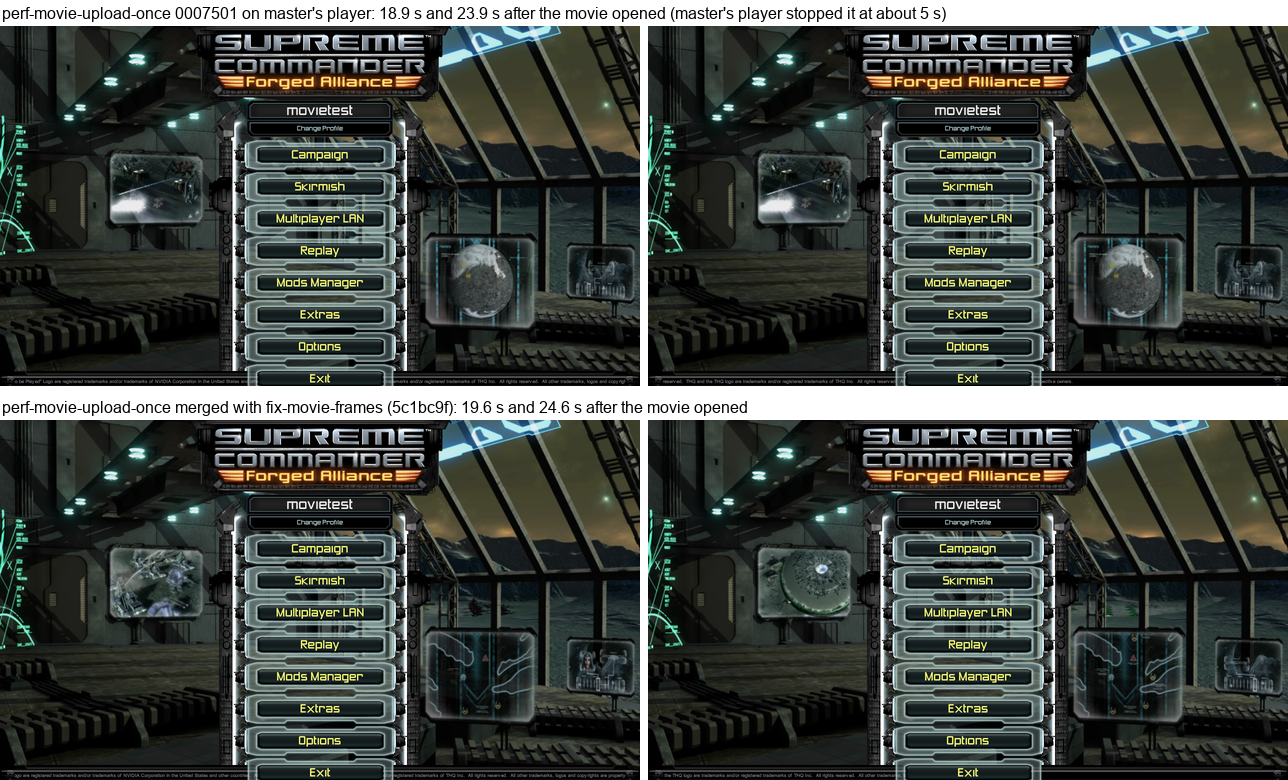 perf-movie-upload-once 0007501 on master's player: 18.9 s and 23.9 s after the movie opened (master's player stopped it at about 5 s)
SUPREME
COMMANDER
Forged Alliance
movietest
Change Profile
Campaign
Skirmish
Multiplayer LAN
Replay
Mods Manager
Extras
Options
Exit
SUPREME
COMMANDER
Forged Alliance
movietest
Change Profile
Campaign
Skirmish
Multiplayer LAN
Replay
Mods Manager
Extras
Options
Exit
perf-movie-upload-once merged with fix-movie-frames (5c1bc9f): 19.6 s and 24.6 s after the movie opened
SUPREME
COMMANDER
Forged Alliance
movietest
Change Profile
Campaign
Skirmish
Multiplayer LAN
Replay
Mods Manager
Extras
Options
Exit
SUPREME
COMMANDER
Forged Alliance
movietest
Change Profile
Campaign
Skirmish
Multiplayer LAN
Replay
Mods Manager
Extras
Options
Exit